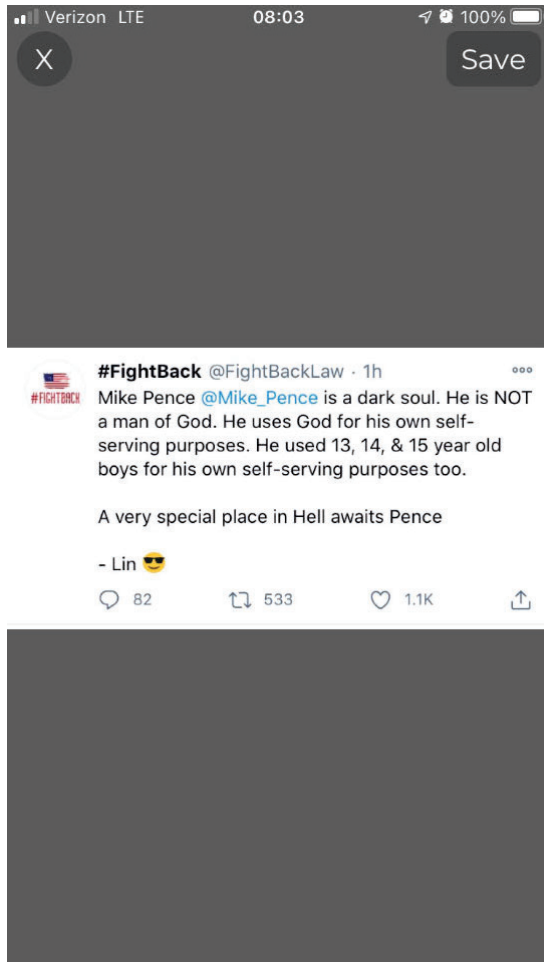 Verizon LTE 08:03 100%
X Save
#FightBack @FightBackLaw · 1h
#FIGHTBACK
Mike Pence @Mike_Pence is a dark soul. He is NOT
a man of God. He uses God for his own self-
serving purposes. He used 13, 14, & 15 year old
boys for his own self-serving purposes too.
A very special place in Hell awaits Pence
- Lin 😎
82 533 1.1K